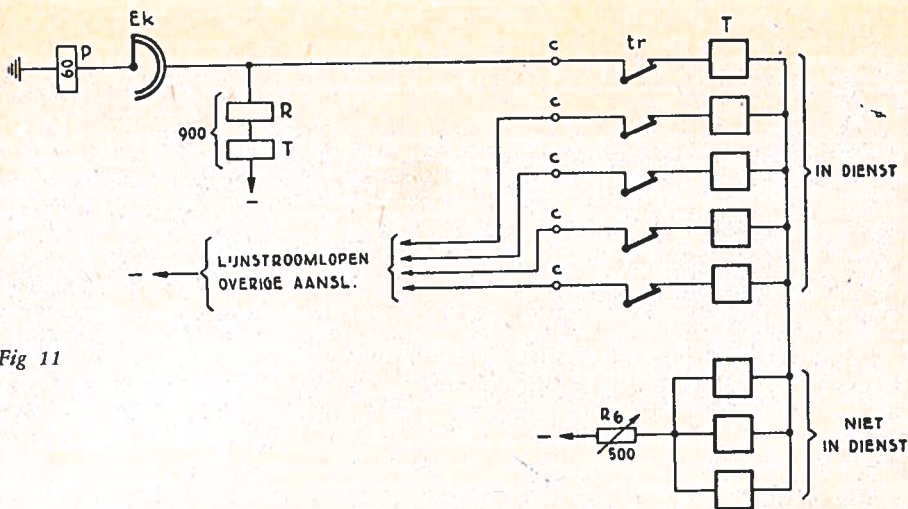 Ek
P
60
c
tr
T
R
900
T
c
IN DIENST
c
c
LIJNSTROOMLOPEN
OVERIGE AANSL.
c
Fig 11
R6
500
NIET
IN DIENST